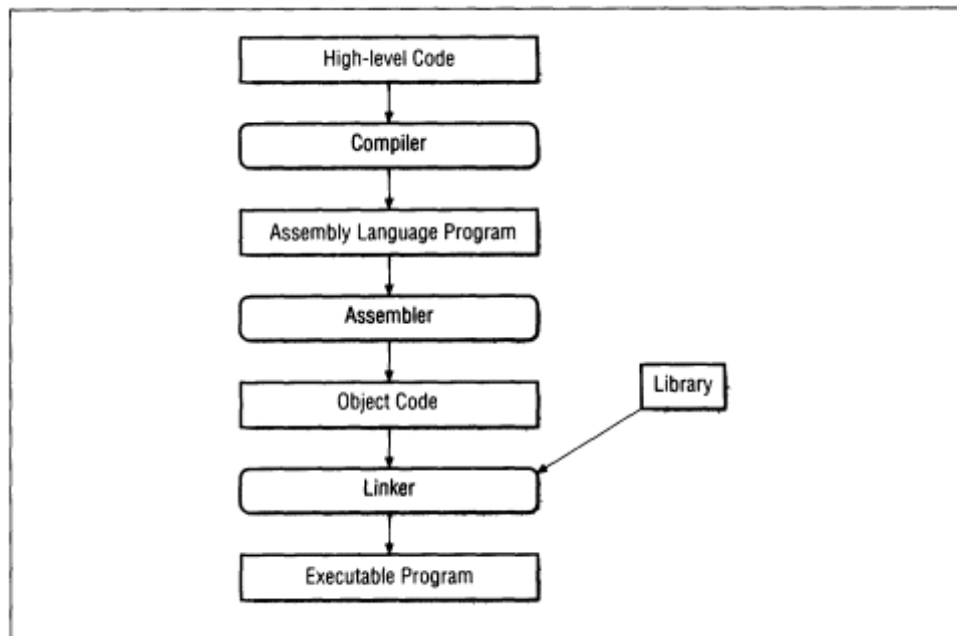 High-level Code
Compiler
Assembly Language Program
Assembler
Object Code
Library
Linker
Executable Program